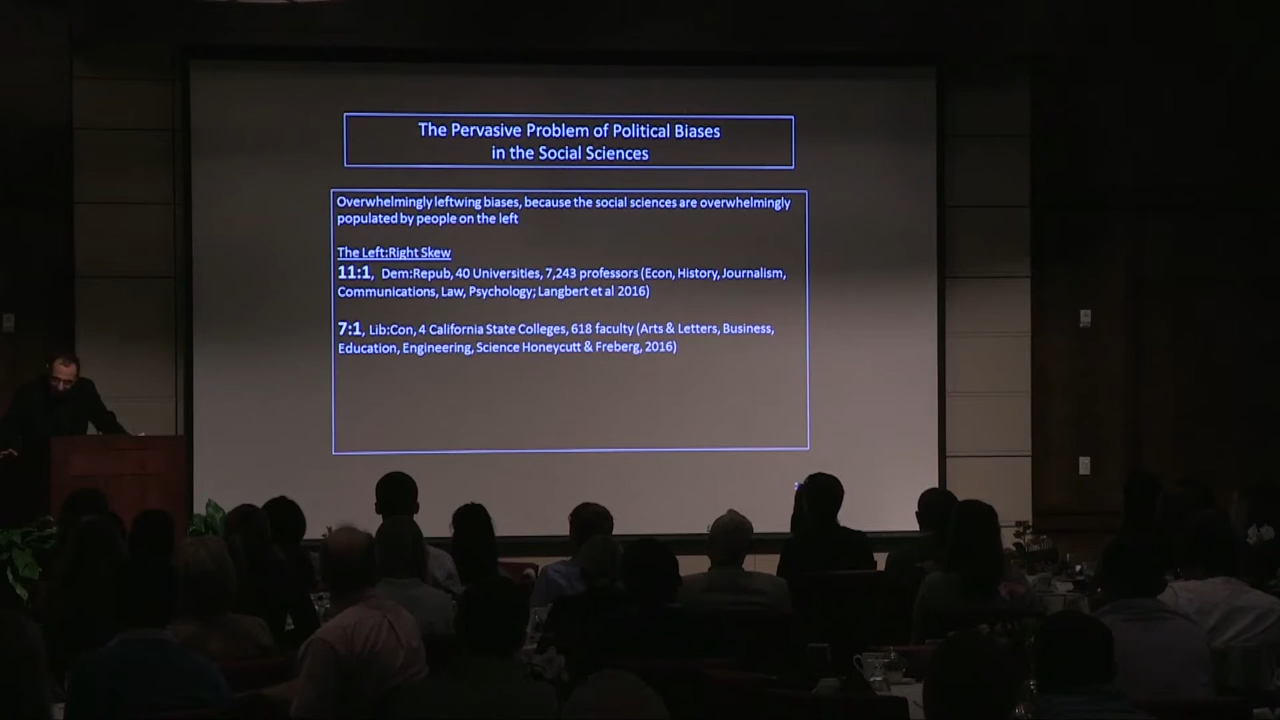 The Pervasive Problem of Political Biases
in the Social Sciences
Overwhelmingly leftwing biases, because the social sciences are overwhelmingly
populated by people on the left
The Left:Right Skew
11:1, Dem:Repub, 40 Universities, 7,243 professors (Econ, History, Journalism,
Communications, Law, Psychology; Langbert et al 2016)
7:1, Lib:Con, 4 California State Colleges, 618 faculty (Arts & Letters, Business,
Education, Engineering, Science Honeycutt & Freberg, 2016)